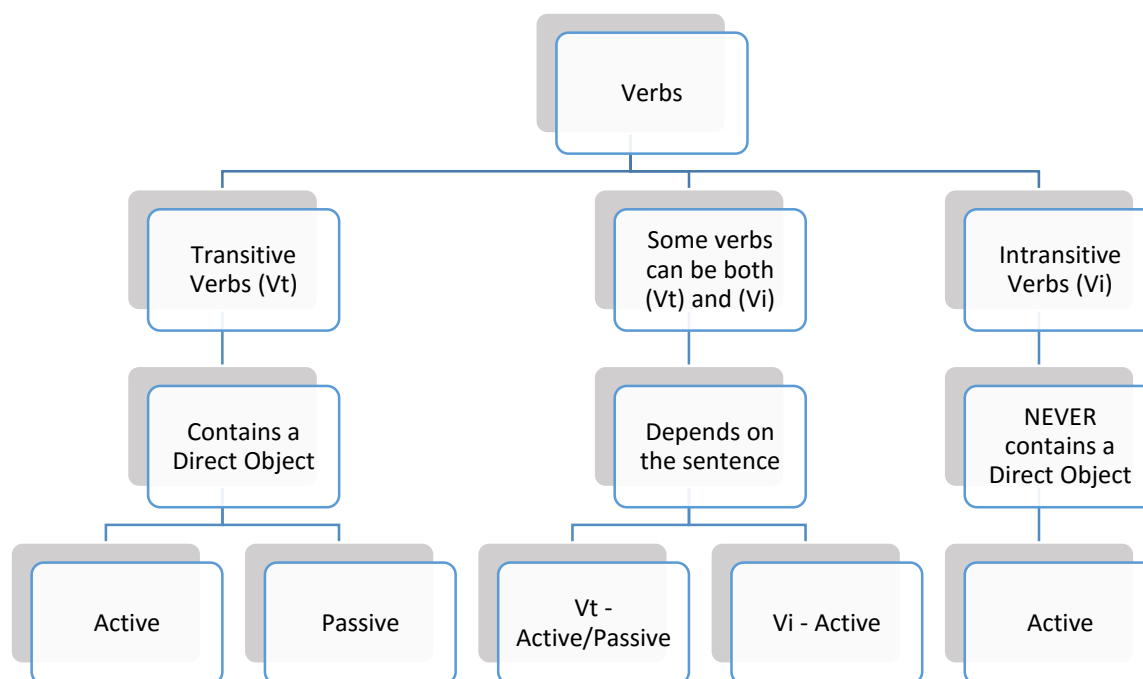 Verbs
Transitive
Verbs (Vt)
Some verbs
can be both
(Vt) and (Vi)
Intransitive
Verbs (Vi)
Contains a
Direct Object
Depends on
the sentence
NEVER
contains a
Direct Object
Active
Passive
Vt -
Active/Passive
Vi - Active
Active